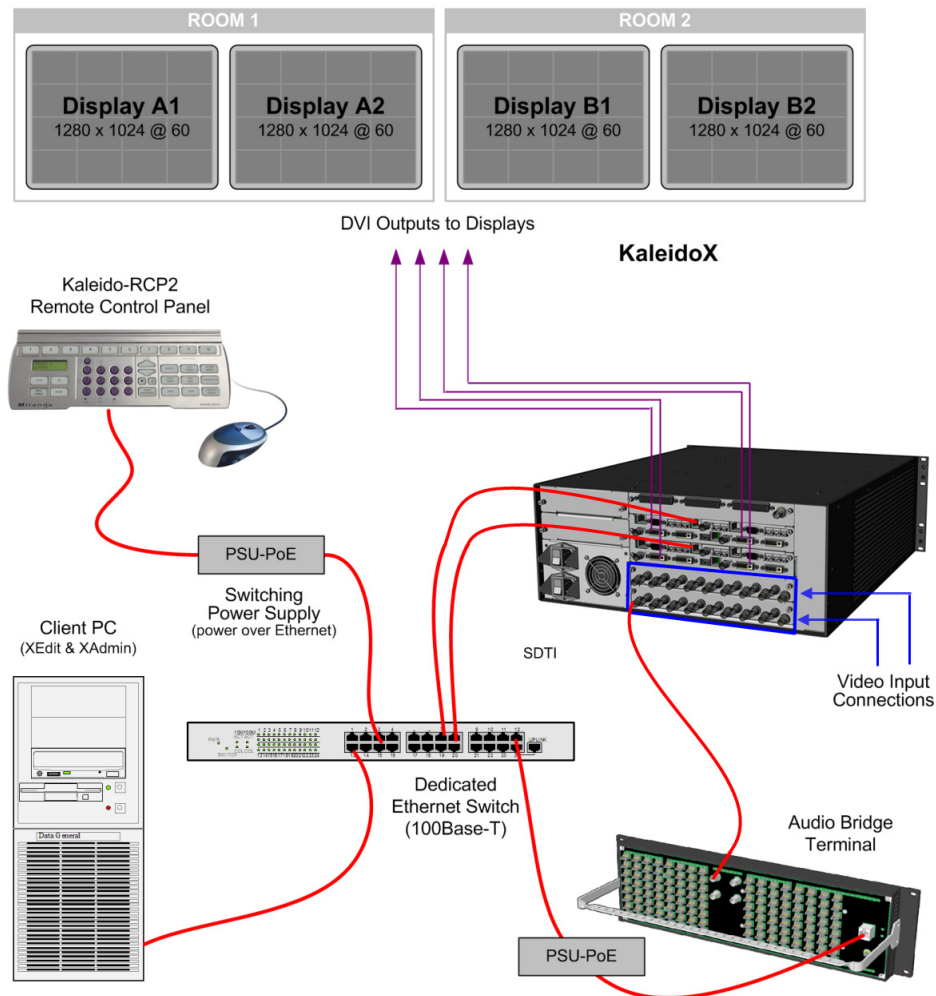 ROOM 1
ROOM 2
Display A1
1280 x 1024 @ 60
Display A2
1280 x 1024 @ 60
Display B1
1280 x 1024 @ 60
Display B2
1280 x 1024 @ 60
DVI Outputs to Displays
KaleidoX
Kaleido-RCP2
Remote Control Panel
Miranda
PSU-PoE
Switching
Power Supply
(power over Ethernet)
Client PC
(XEdit & XAdmin)
SDTI
Video Input
Connections
Dedicated
Ethernet Switch
(100Base-T)
Data General
Audio Bridge
Terminal
PSU-PoE